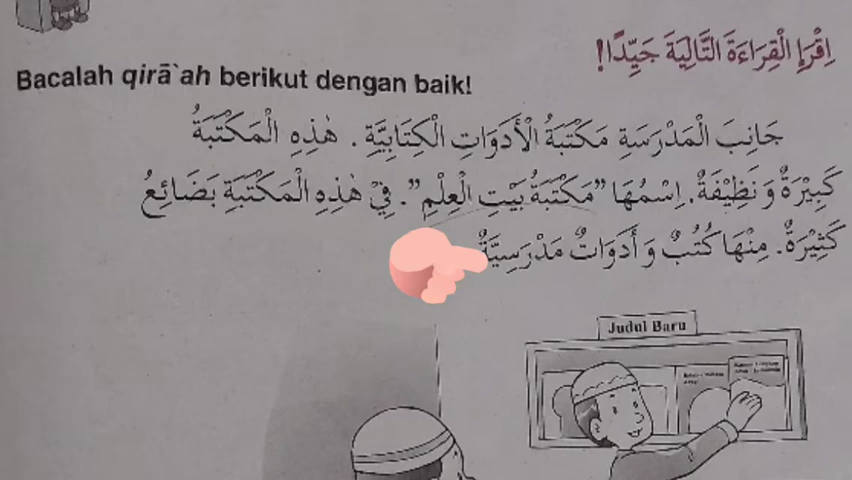 اِقْرَإِ الْقِرَاءَةَ التَّالِيَةَ جَيِّدًا!
Bacalah qirā`ah berikut dengan baik!
جَانِبَ الْمَدْرَسَةِ مَكْتَبَةُ الْأَدَوَاتِ الْكِتَابِيَّةِ . هٰذِهِ الْمَكْتَبَةُ
كَبِيْرَةٌ وَ نَظِيْفَةٌ. اِسْمُهَا ”مَكْتَبَةُ بَيْتِ الْعِلْمِ”. فِيْ هٰذِهِ الْمَكْتَبَةِ بَضَائِعُ
كَثِيْرَةٌ. مِنْهَا كُتُبٌ وَ أَدَوَاتٌ مَدْرَسِيَّةٌ
Judul Baru